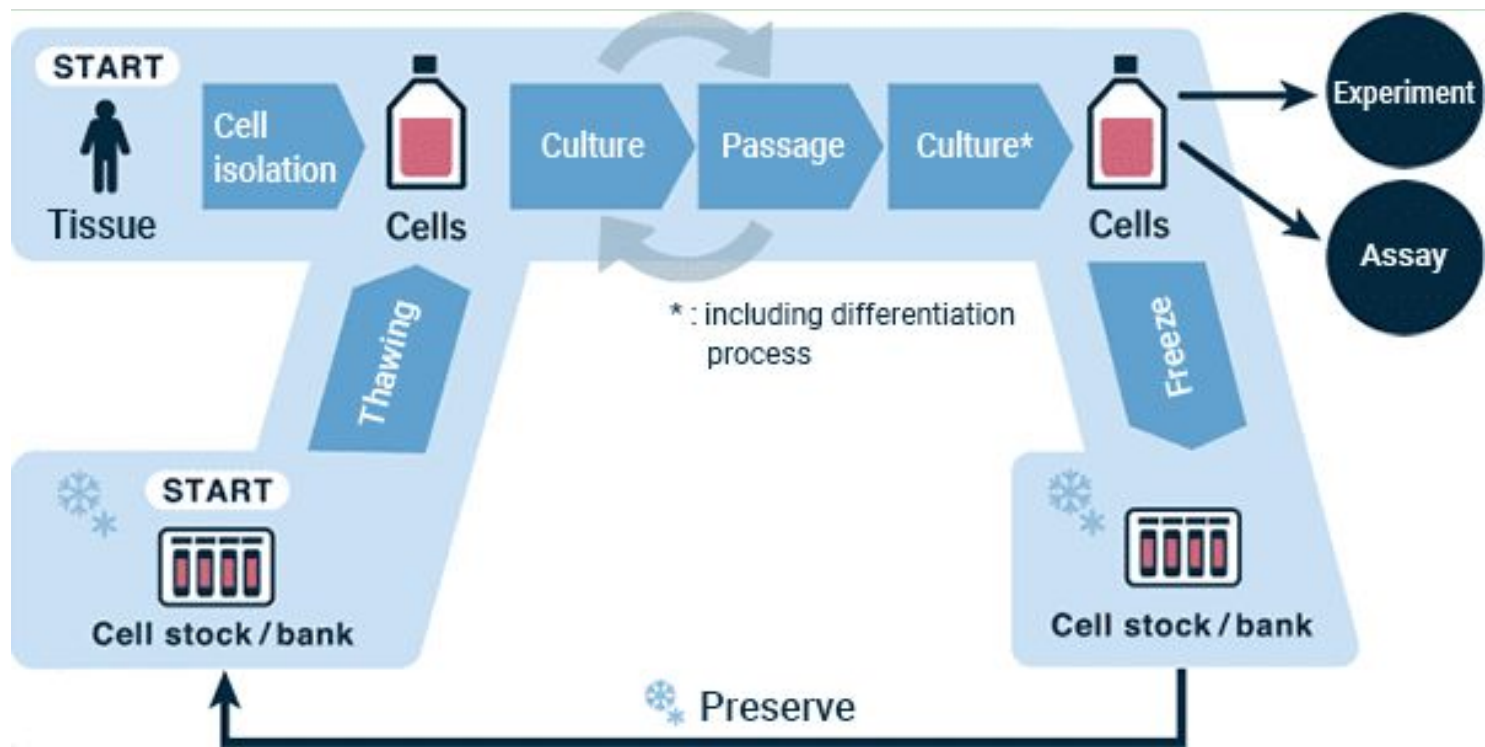 START
Tissue
Cell
isolation
Cells
Culture
Passage
Culture*
Cells
Experiment
Assay
* : including differentiation
process
Thawing
Freeze
START
Cell stock / bank
Cell stock / bank
Preserve